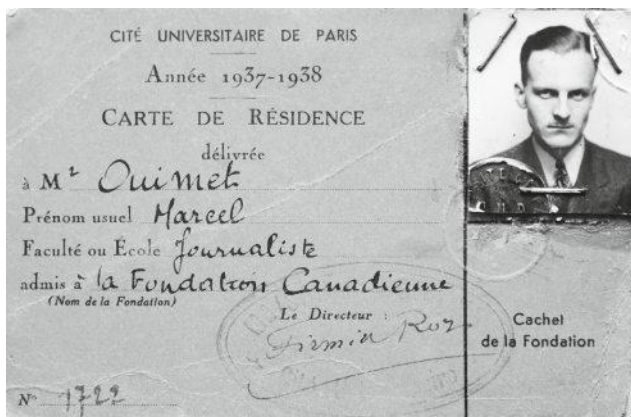 CITÉ UNIVERSITAIRE DE PARIS
Année 1937-1938
CARTE DE RÉSIDENCE
délivrée
à Mr Ouimet
Prénom usuel Marcel
Faculté ou École Journaliste
admis à la Fondation Canadienne
(Nom de la Fondation)
Le Directeur :
Firmin Roz
Cachet
de la Fondation
No 1722